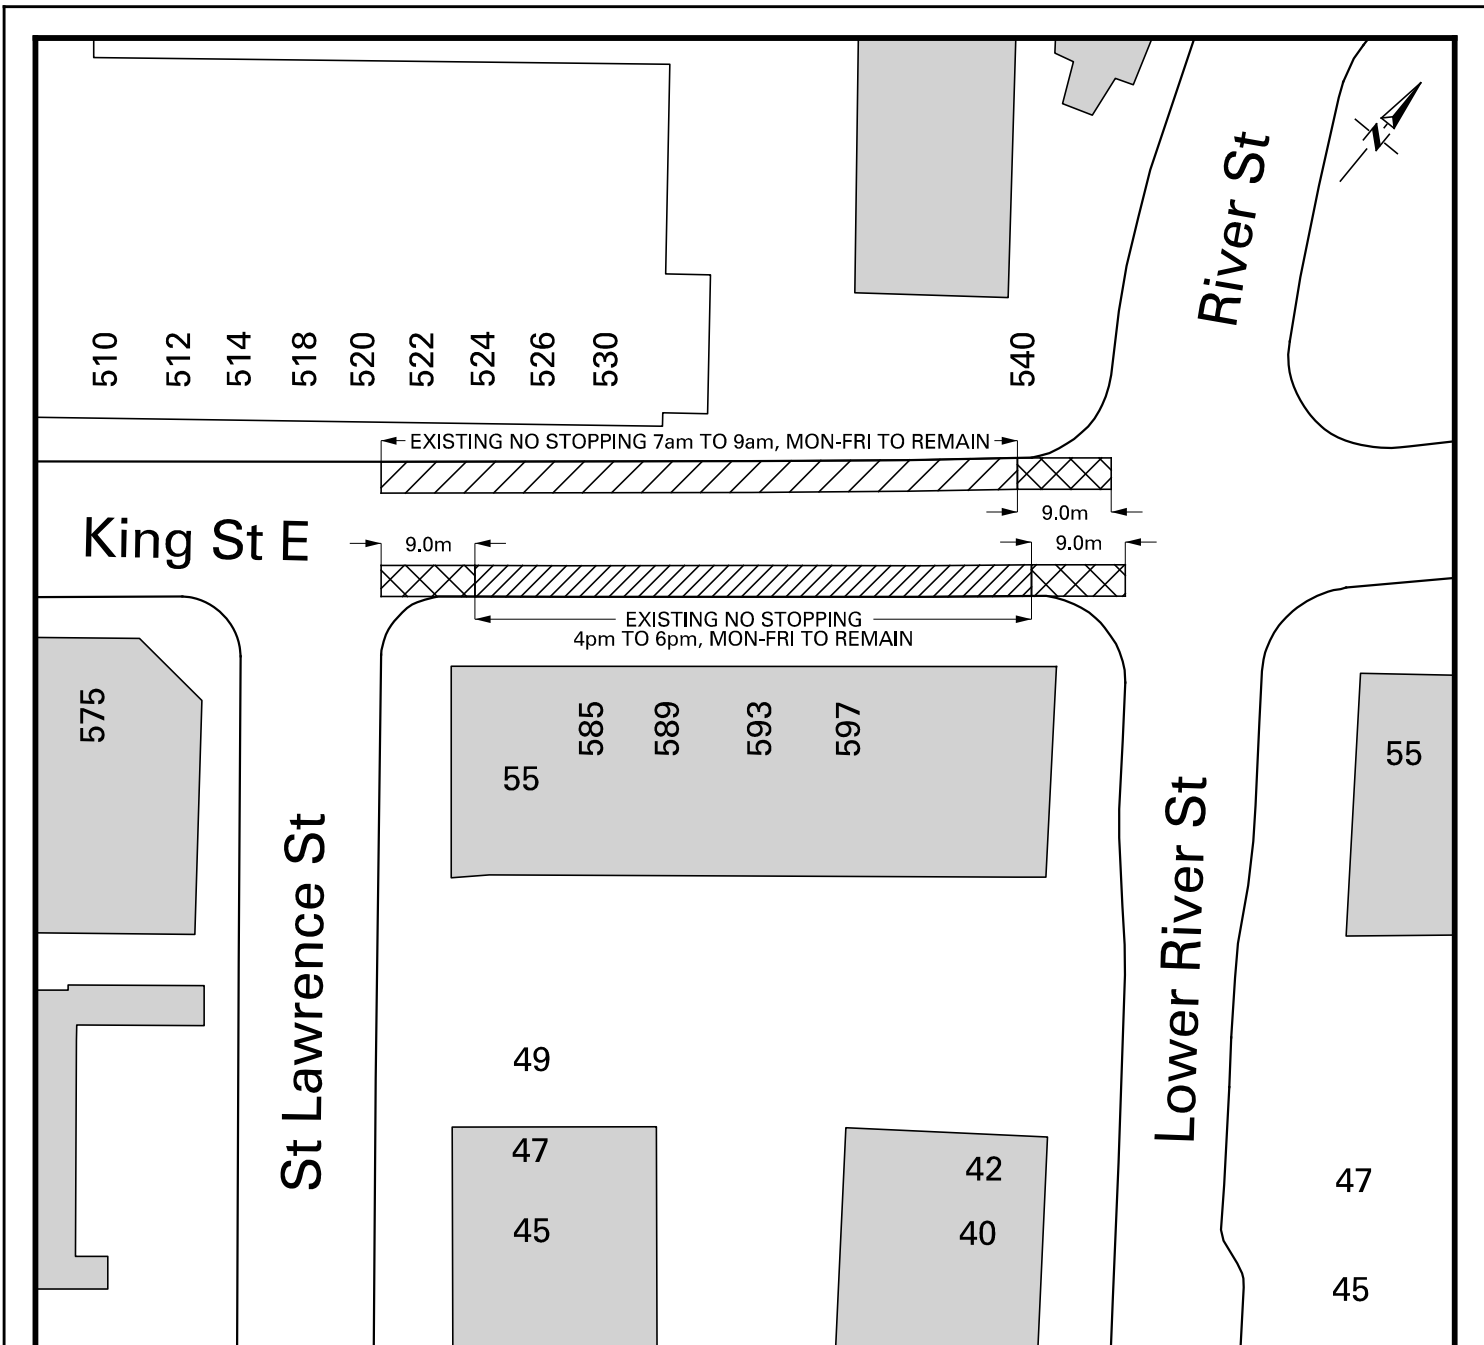 N
River St
510
512
514
518
520
522
524
526
530
540
EXISTING NO STOPPING 7am TO 9am, MON-FRI TO REMAIN
9.0m
King St E
9.0m
9.0m
EXISTING NO STOPPING
4pm TO 6pm, MON-FRI TO REMAIN
575
585
589
593
597
55
55
St Lawrence St
Lower River St
49
47
42
47
45
40
45